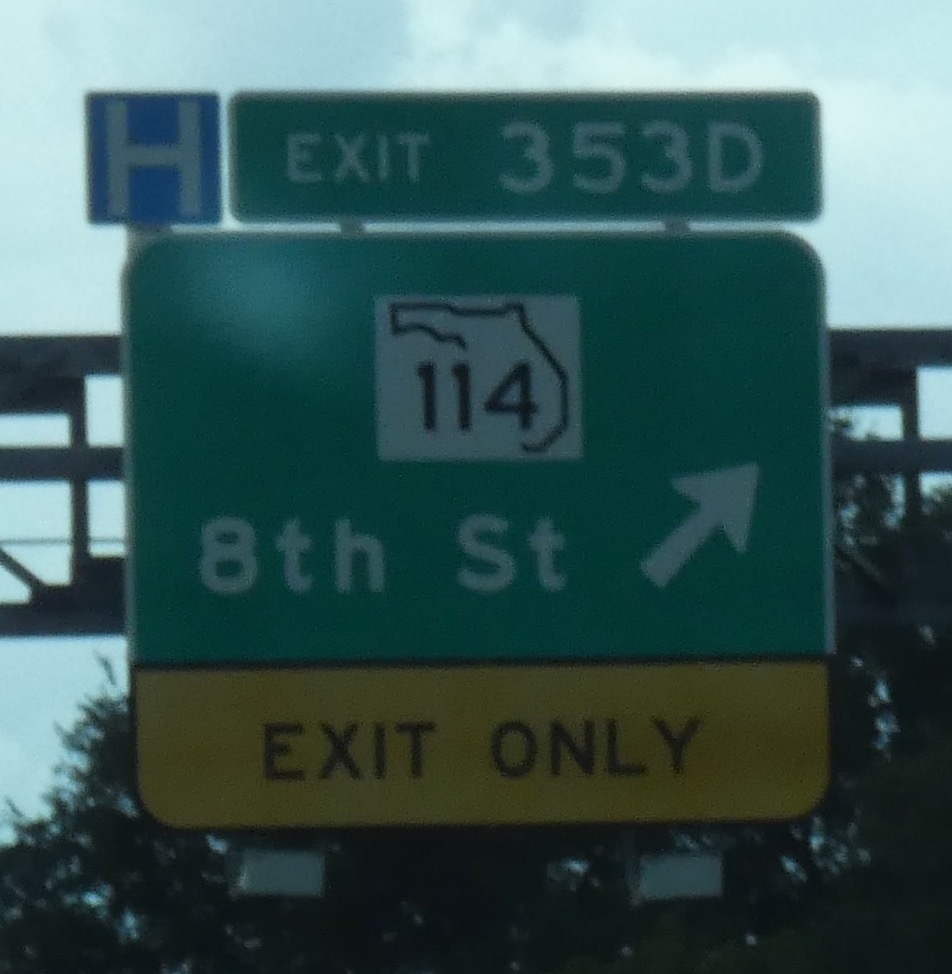 H
EXIT 353D
114
8th St
EXIT ONLY